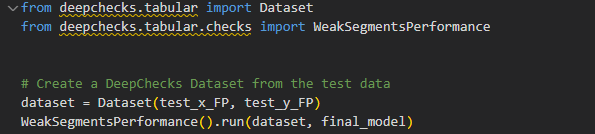 from deepchecks.tabular import Dataset
from deepchecks.tabular.checks import WeakSegmentsPerformance
# Create a DeepChecks Dataset from the test data
dataset = Dataset(test_x_FP, test_y_FP)
WeakSegmentsPerformance().run(dataset, final_model)